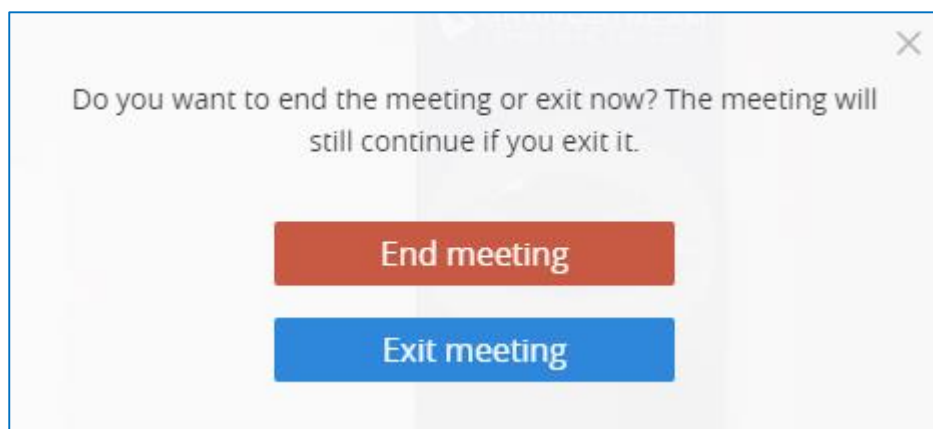 Do you want to end the meeting or exit now? The meeting will
still continue if you exit it.
End meeting
Exit meeting